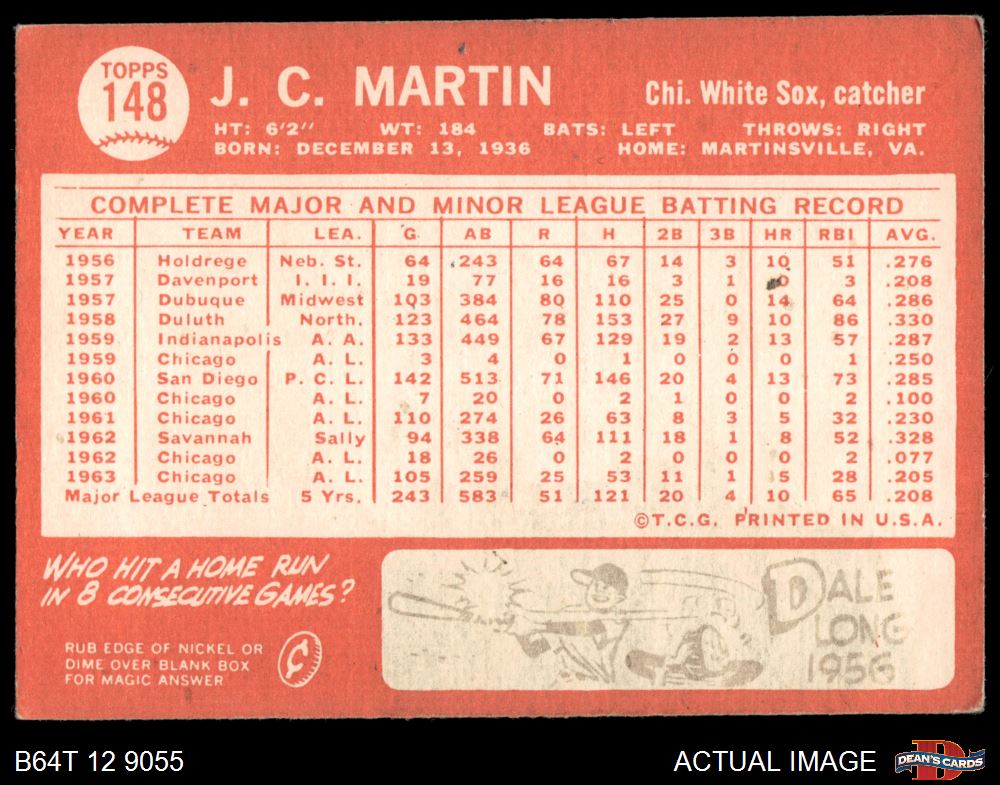 TOPPS
148
J. C. MARTIN
Chi. White Sox, catcher
HT: 6'2" WT: 184 BATS: LEFT THROWS: RIGHT
BORN: DECEMBER 13, 1936 HOME: MARTINSVILLE, VA.
COMPLETE MAJOR AND MINOR LEAGUE BATTING RECORD
YEAR TEAM LEA. G AB R H 2B 3B HR RBI AVG.
1956 Holdrege Neb. St. 64 243 64 67 14 3 10 51 .276
1957 Davenport I. I. I. 19 77 16 16 3 1 0 3 .208
1957 Dubuque Midwest 103 384 80 110 25 0 14 64 .286
1958 Duluth North. 123 464 78 153 27 9 10 86 .330
1959 Indianapolis A. A. 133 449 67 129 19 2 13 57 .287
1959 Chicago A. L. 3 4 0 1 0 0 0 1 .250
1960 San Diego P. C. L. 142 513 71 146 20 4 13 73 .285
1960 Chicago A. L. 7 20 0 2 1 0 0 2 .100
1961 Chicago A. L. 110 274 26 63 8 3 5 32 .230
1962 Savannah Sally 94 338 64 111 18 1 8 52 .328
1962 Chicago A. L. 18 26 0 2 0 0 0 2 .077
1963 Chicago A. L. 105 259 25 53 11 1 5 28 .205
Major League Totals 5 Yrs. 243 583 51 121 20 4 10 65 .208
©T.C.G. PRINTED IN U.S.A.
WHO HIT A HOME RUN
IN 8 CONSECUTIVE GAMES?
RUB EDGE OF NICKEL OR
DIME OVER BLANK BOX
FOR MAGIC ANSWER
DALE
LONG
1956
B64T 12 9055
ACTUAL IMAGE
D
DEAN'S CARDS